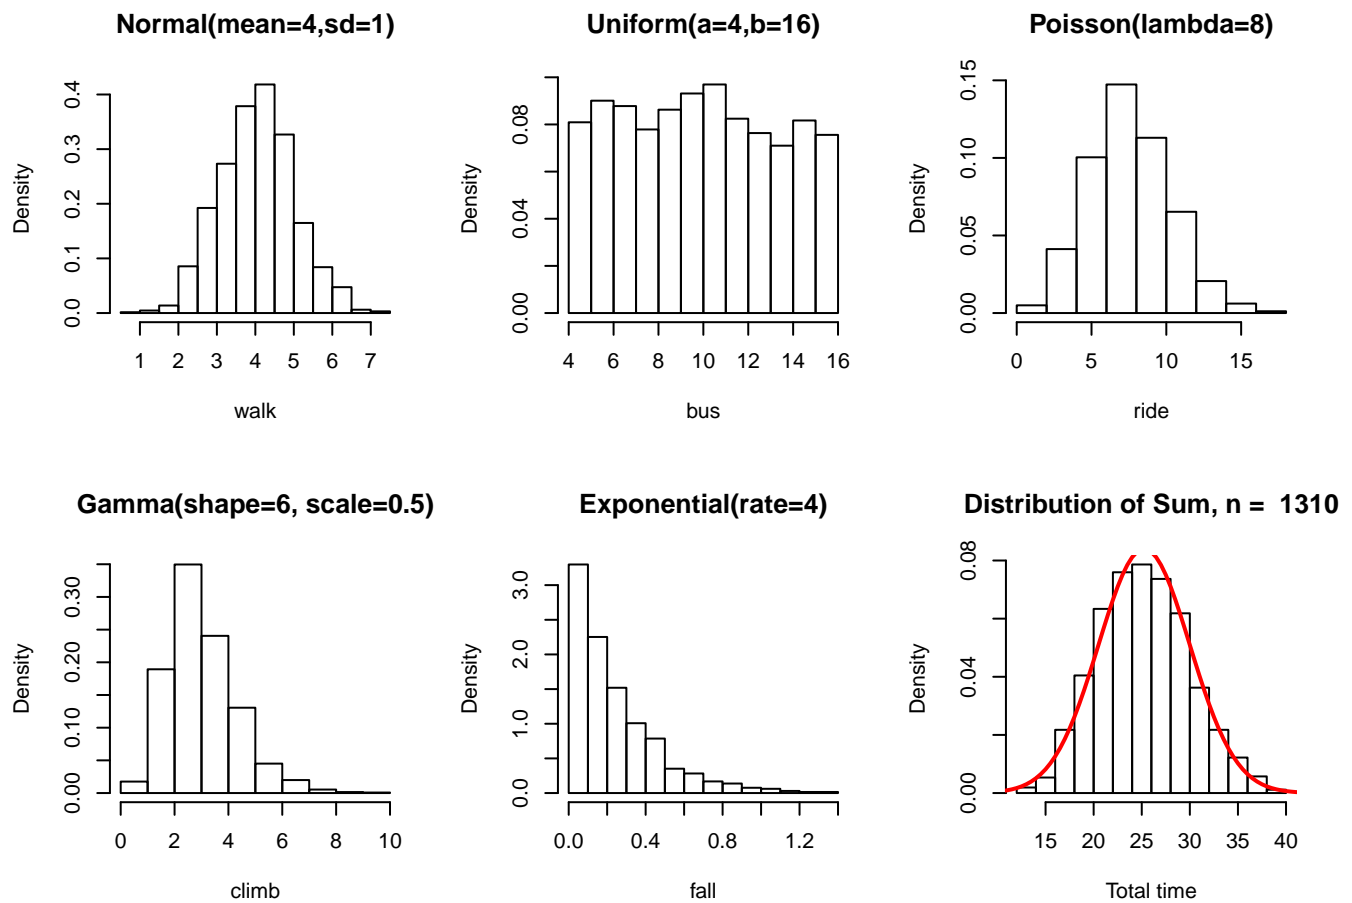 Normal(mean=4,sd=1)
Density
0.0 0.1 0.2 0.3 0.4
1 2 3 4 5 6 7
walk
Uniform(a=4,b=16)
Density
0.00 0.04 0.08
4 6 8 10 12 14 16
bus
Poisson(lambda=8)
Density
0.00 0.05 0.10 0.15
0 5 10 15
ride
Gamma(shape=6, scale=0.5)
Density
0.00 0.10 0.20 0.30
0 2 4 6 8 10
climb
Exponential(rate=4)
Density
0.0 1.0 2.0 3.0
0.0 0.4 0.8 1.2
fall
Distribution of Sum, n = 1310
Density
0.00 0.04 0.08
15 20 25 30 35 40
Total time